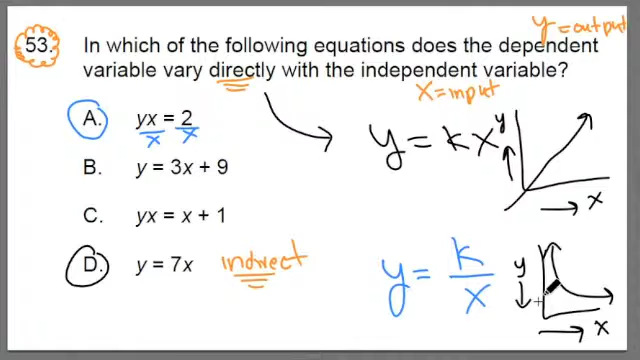 y = output
53. In which of the following equations does the dependent
variable vary directly with the independent variable?
x = input
A. yx = 2
x x
B. y = 3x + 9
C. yx = x + 1
D. y = 7x
indirect
y = kx
y
x
y = k/x
y
x